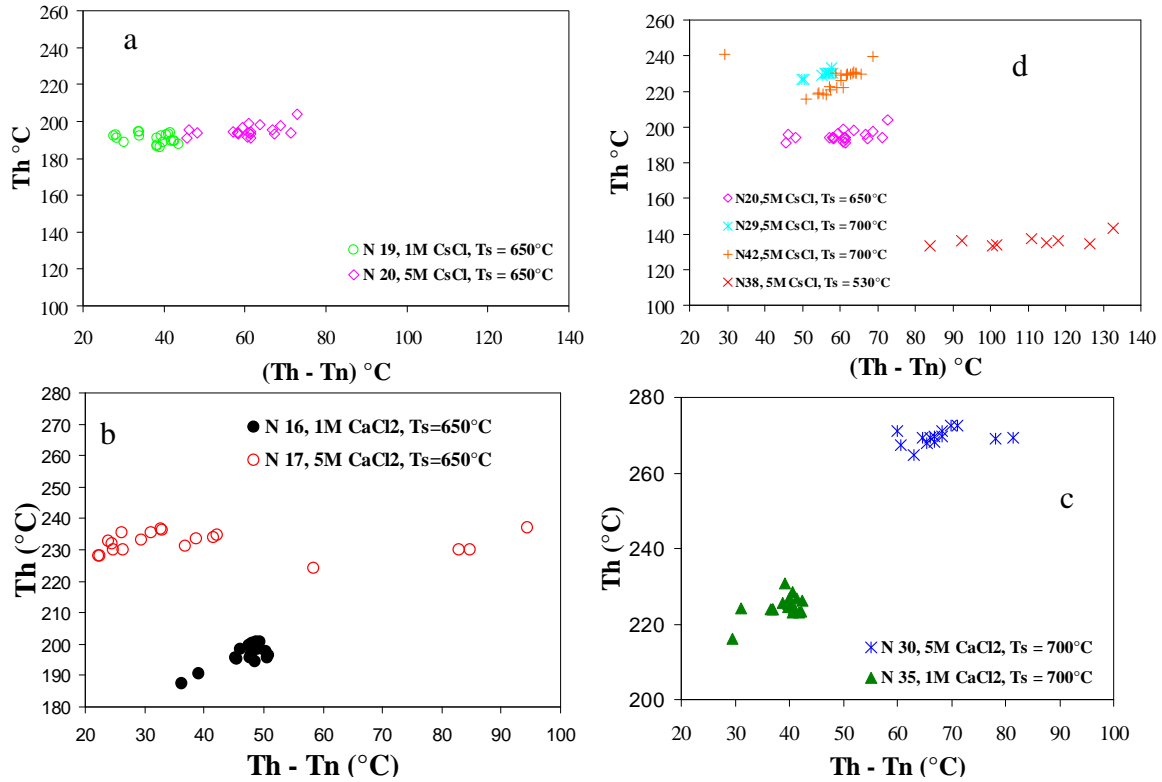 a
260
240
220
200
180
160
140
120
100
Th °C
N 19, 1M CsCl, Ts = 650°C
N 20, 5M CsCl, Ts = 650°C
20 40 60 80 100 120 140
(Th - Tn) °C
d
260
240
220
200
180
160
140
120
100
Th °C
N20,5M CsCl, Ts = 650°C
N29,5M CsCl, Ts = 700°C
N42,5M CsCl, Ts = 700°C
N38, 5M CsCl, Ts = 530°C
20 30 40 50 60 70 80 90 100 110 120 130 140
(Th - Tn) °C
b
280
270
260
250
240
230
220
210
200
190
180
Th (°C)
N 16, 1M CaCl2, Ts=650°C
N 17, 5M CaCl2, Ts=650°C
20 30 40 50 60 70 80 90 100
Th - Tn (°C)
c
280
260
240
220
200
Th (°C)
N 30, 5M CaCl2, Ts = 700°C
N 35, 1M CaCl2, Ts = 700°C
20 30 40 50 60 70 80 90 100
Th - Tn (°C)